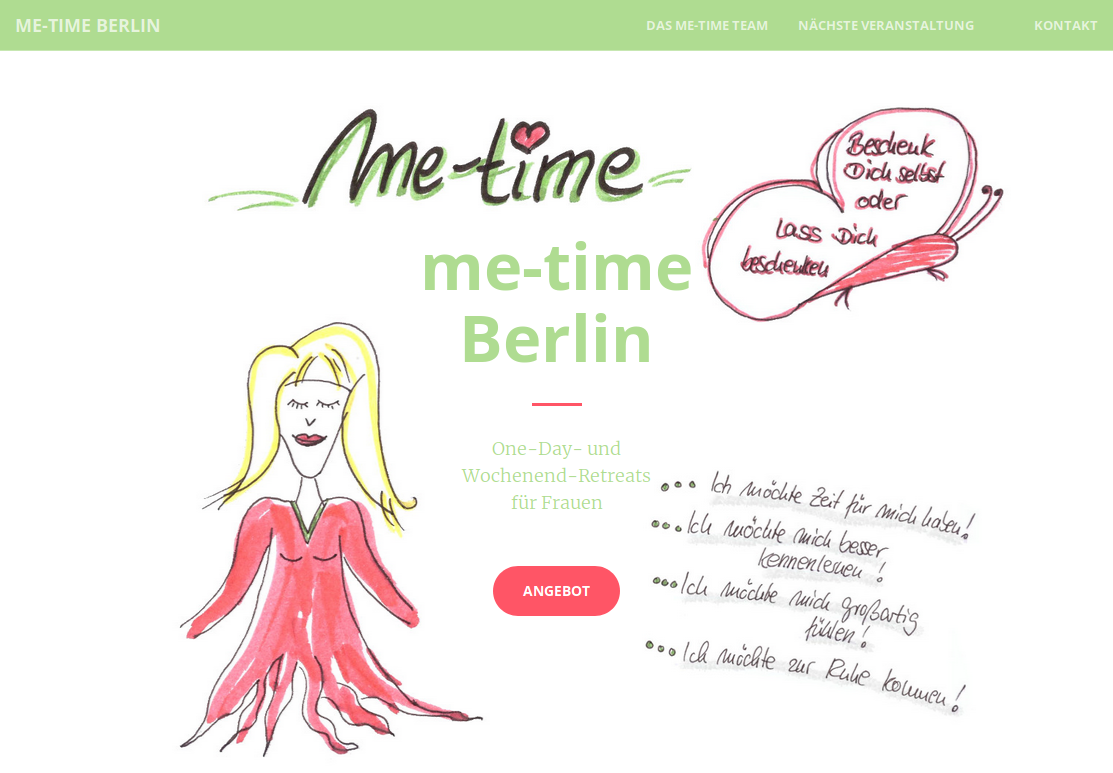 ME-TIME BERLIN
DAS ME-TIME TEAM
NÄCHSTE VERANSTALTUNG
KONTAKT
me-time
Beschenk
Dich selbst
oder
Lass Dich
beschenken
me-time
Berlin
One-Day- und
Wochenend-Retreats
für Frauen
ANGEBOT
... Ich möchte Zeit für mich haben!
... Ich möchte mich besser
kennenlernen!
... Ich möchte mich großartig
fühlen!
... Ich möchte zur Ruhe kommen!